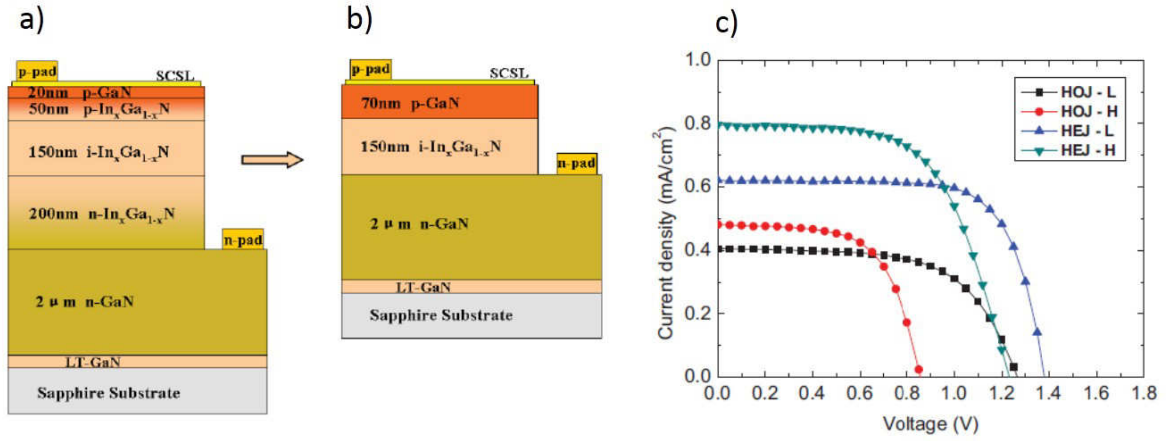 a)
p-pad
SCSL
20nm p-GaN
50nm p-InₓGa₁₋ₓN
150nm i-InₓGa₁₋ₓN
200nm n-InₓGa₁₋ₓN
n-pad
2 μm n-GaN
LT-GaN
Sapphire Substrate
b)
p-pad
SCSL
70nm p-GaN
150nm i-InₓGa₁₋ₓN
n-pad
2 μm n-GaN
LT-GaN
Sapphire Substrate
c)
HOJ - L
HOJ - H
HEJ - L
HEJ - H
Current density (mA/cm²)
1.0
0.8
0.6
0.4
0.2
0.0
0.0 0.2 0.4 0.6 0.8 1.0 1.2 1.4 1.6 1.8
Voltage (V)